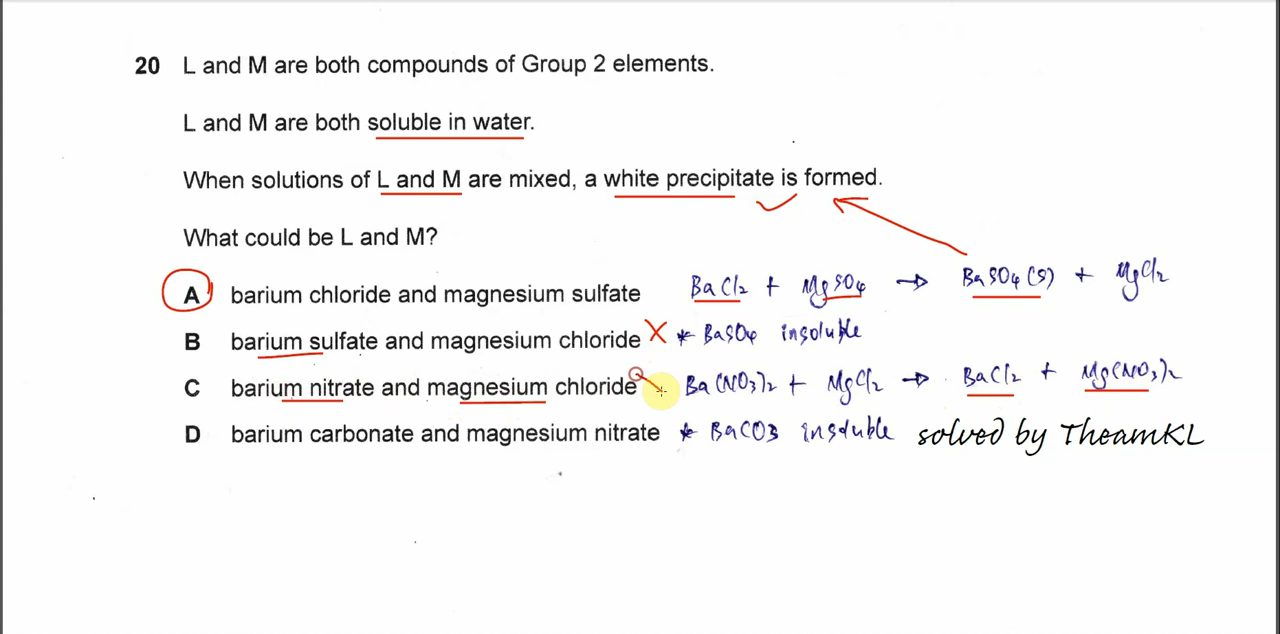 20 L and M are both compounds of Group 2 elements.
L and M are both soluble in water.
When solutions of L and M are mixed, a white precipitate is formed.
What could be L and M?
A barium chloride and magnesium sulfate BaCl2 + MgSO4 → BaSO4(s) + MgCl2
B barium sulfate and magnesium chloride X * BaSO4 insoluble
C barium nitrate and magnesium chloride Ba(NO3)2 + MgCl2 → BaCl2 + Mg(NO3)2
D barium carbonate and magnesium nitrate * BaCO3 insoluble solved by TheamKL